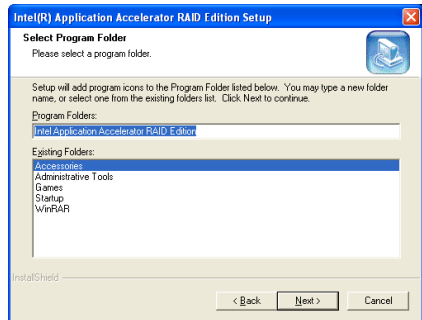 Intel(R) Application Accelerator RAID Edition Setup
Select Program Folder
Please select a program folder.
Setup will add program icons to the Program Folder listed below. You may type a new folder
name, or select one from the existing folders list. Click Next to continue.
Program Folders:
Intel Application Accelerator RAID Edition
Existing Folders:
Accessories
Administrative Tools
Games
Startup
WinRAR
InstallShield
< Back
Next >
Cancel